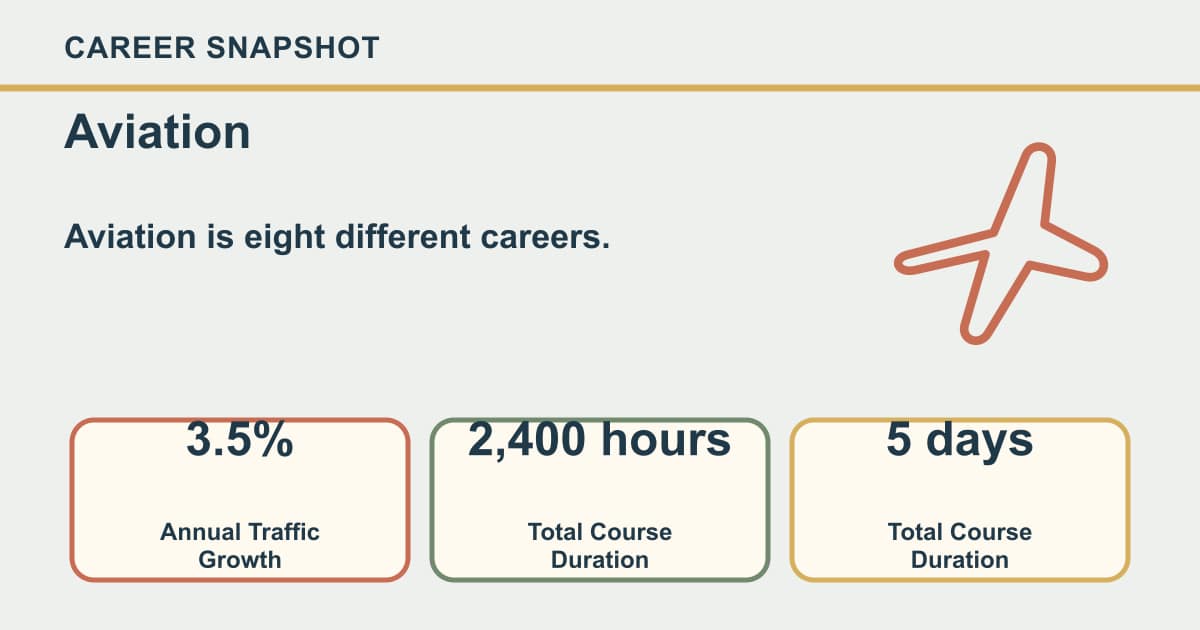 CAREER SNAPSHOT
Aviation
Aviation is eight different careers.
3.5%
Annual Traffic
Growth
2,400 hours
Total Course
Duration
5 days
Total Course
Duration